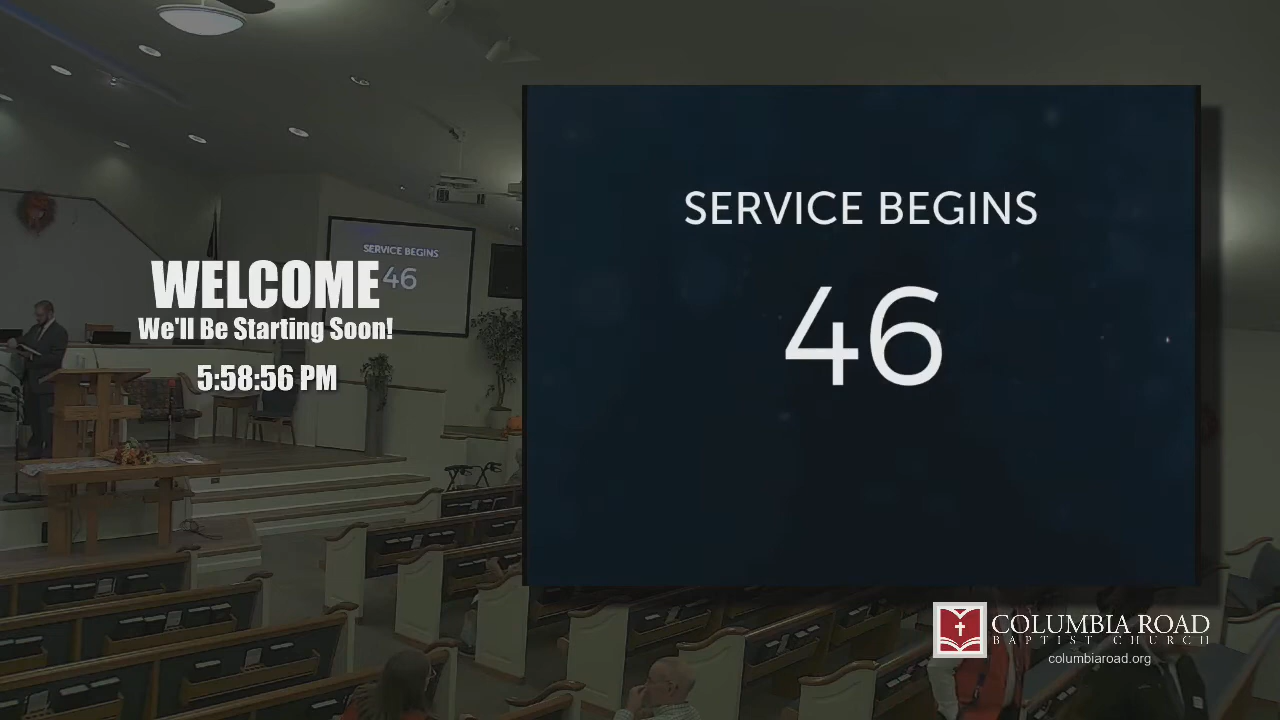 WELCOME
We'll Be Starting Soon!
5:58:56 PM
SERVICE BEGINS
46
SERVICE BEGINS
46
COLUMBIA ROAD
BAPTIST CHURCH
columbiaroad.org